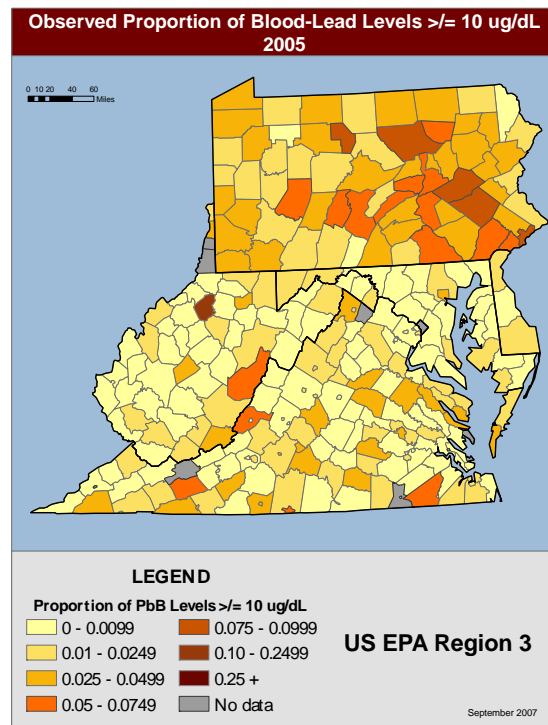 Observed Proportion of Blood-Lead Levels >/= 10 ug/dL
2005
0 10 20 40 60
Miles
LEGEND
Proportion of PbB Levels >/= 10 ug/dL
0 - 0.0099
0.01 - 0.0249
0.025 - 0.0499
0.05 - 0.0749
0.075 - 0.0999
0.10 - 0.2499
0.25 +
No data
US EPA Region 3
September 2007